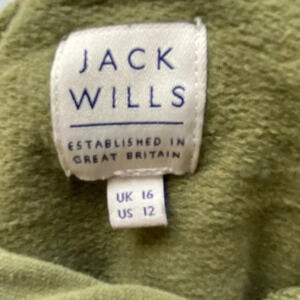 JACK
WILLS
ESTABLISHED IN
GREAT BRITAIN
UK 16
US 12